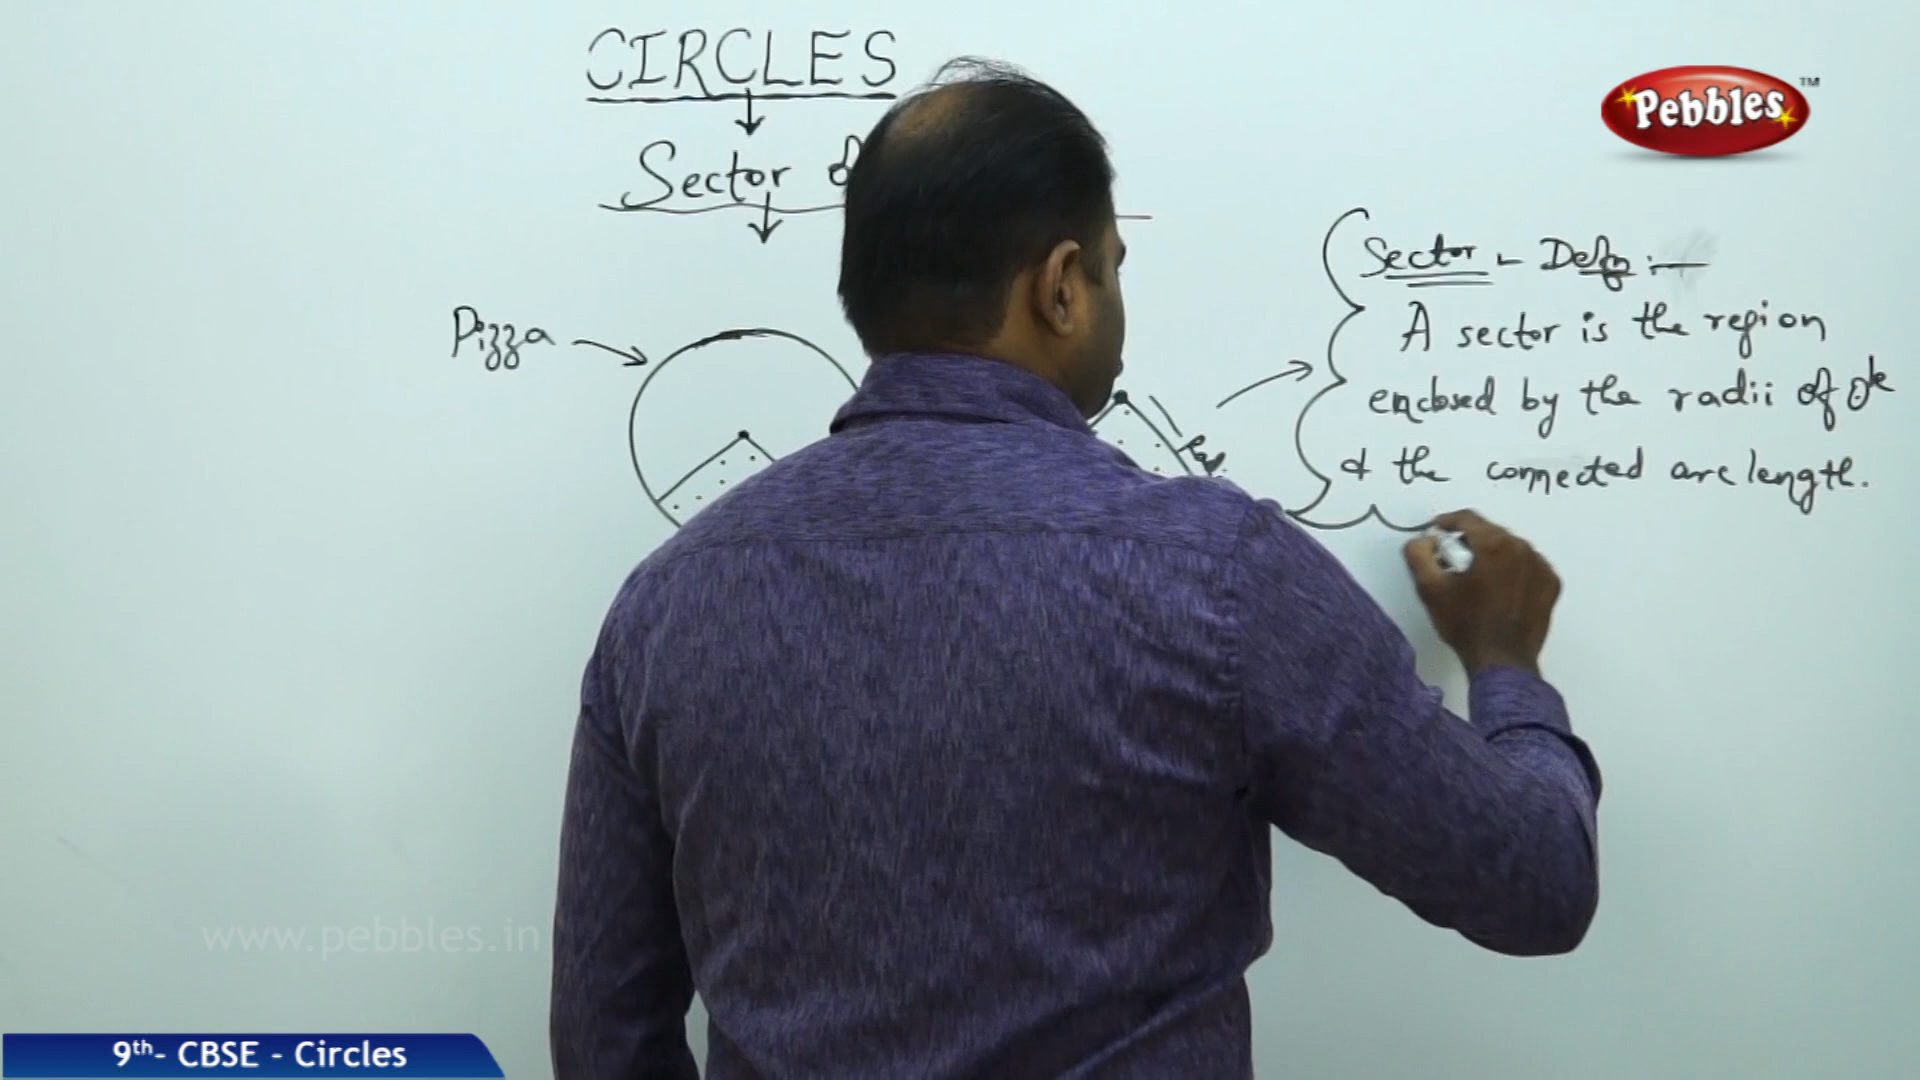 CIRCLES
Sector
Pizza
Sector - Defn :-
A sector is the region
enclosed by the radii of
& the connected arc length.
Pebbles TM
www.pebbles.in
9th- CBSE - Circles